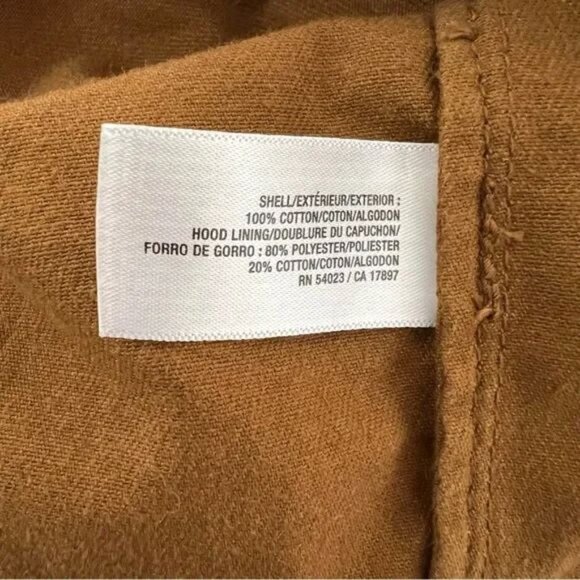 SHELL/EXTÉRIEUR/EXTERIOR :
100% COTTON/COTON/ALGODON
HOOD LINING/DOUBLURE DU CAPUCHON/
FORRO DE GORRO : 80% POLYESTER/POLIESTER
20% COTTON/COTON/ALGODON
RN 54023 / CA 17897